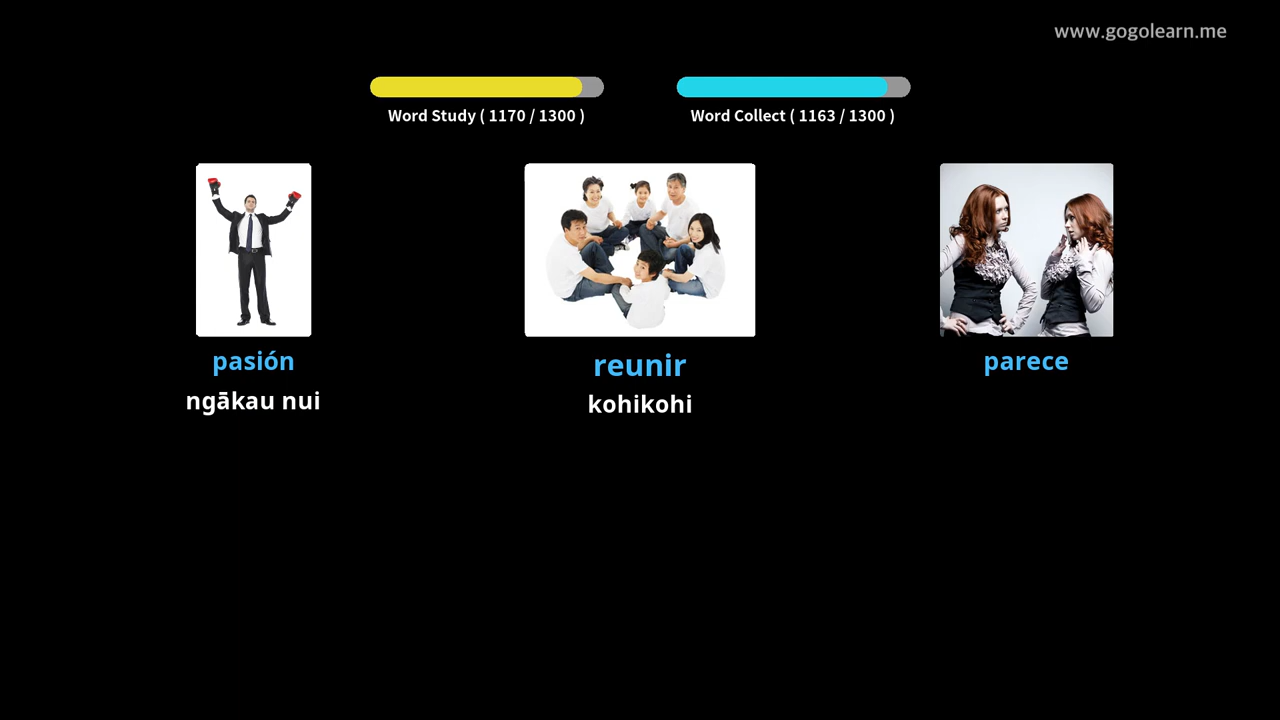 www.gogolearn.me
Word Study ( 1170 / 1300 )
Word Collect ( 1163 / 1300 )
pasión
ngākau nui
reunir
kohikohi
parece